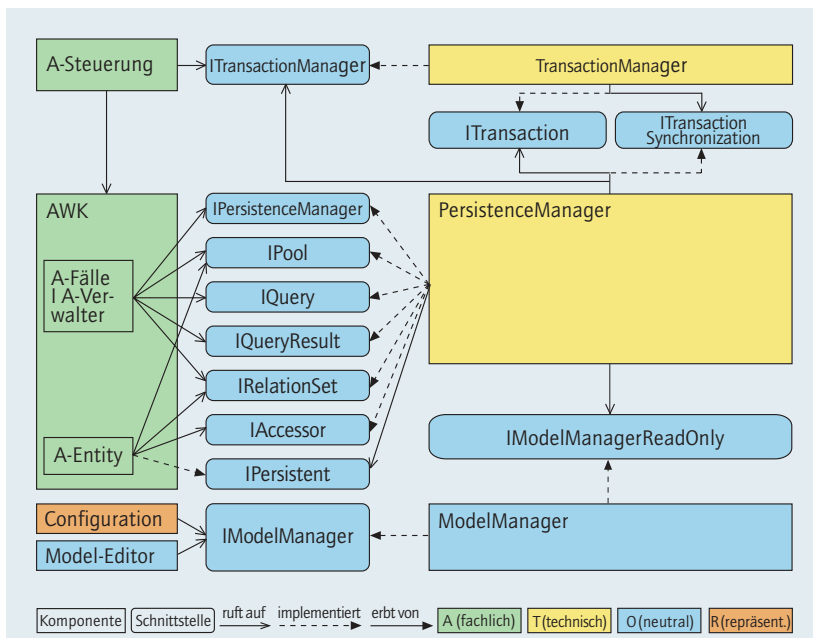 A-Steuerung
ITransactionManager
TransactionManager
ITransaction
ITransaction
Synchronization
AWK
IPersistenceManager
PersistenceManager
A-Fälle
I A-Ver-
walter
IPool
IQuery
IQueryResult
IRelationSet
IAccessor
A-Entity
IPersistent
IModelManagerReadOnly
Configuration
Model-Editor
IModelManager
ModelManager
Komponente
Schnittstelle
ruft auf
implementiert
erbt von
A (fachlich)
T (technisch)
O (neutral)
R (repräsent.)